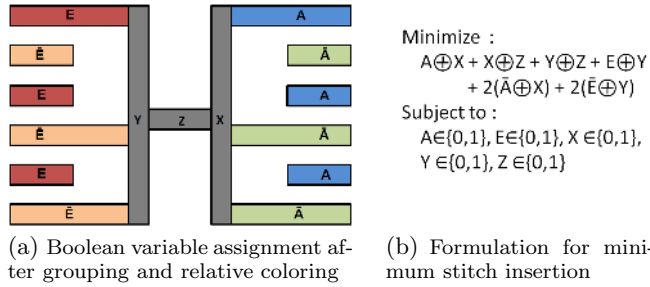 E
A
Ē
Ā
E
A
Y
Z
X
Ē
Ā
E
A
Ē
Ā
(a) Boolean variable assignment af-
ter grouping and relative coloring
Minimize :
A⊕X + X⊕Z + Y⊕Z + E⊕Y
+ 2(Ā⊕X) + 2(Ē⊕Y)
Subject to :
A∈{0,1}, E∈{0,1}, X ∈{0,1},
Y ∈{0,1}, Z ∈{0,1}
(b) Formulation for mini-
mum stitch insertion